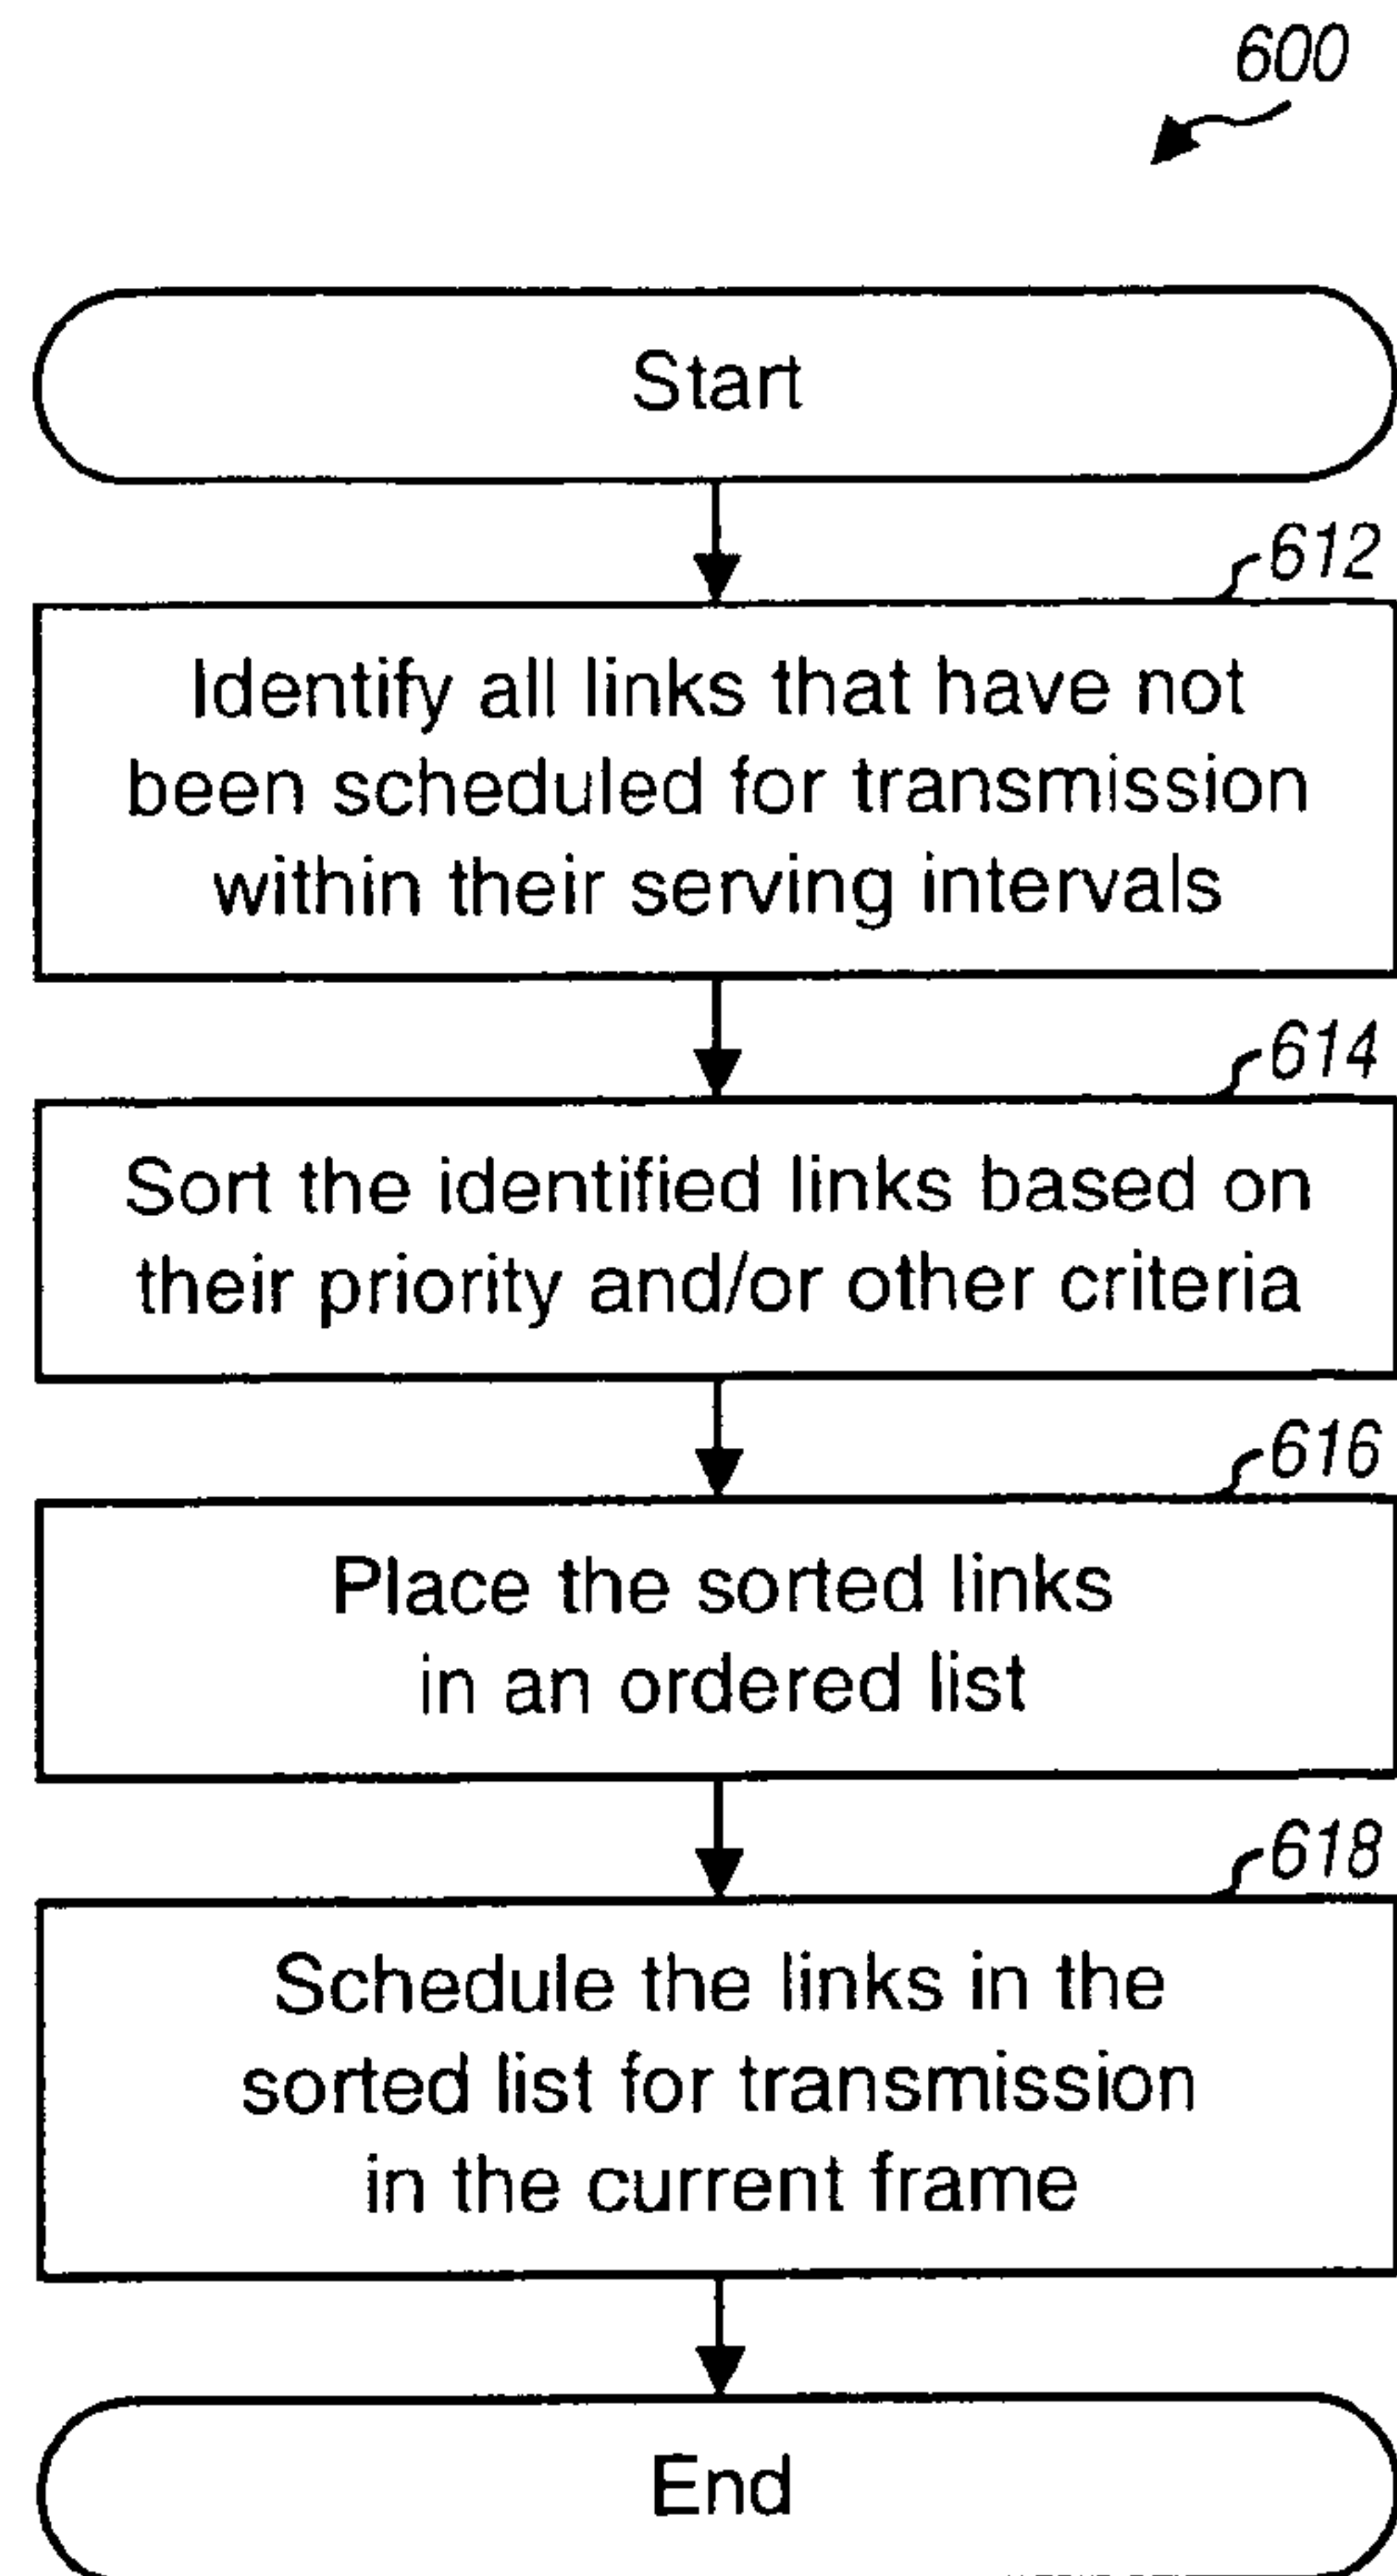 600
Start
612
Identify all links that have not
been scheduled for transmission
within their serving intervals
614
Sort the identified links based on
their priority and/or other criteria
616
Place the sorted links
in an ordered list
618
Schedule the links in the
sorted list for transmission
in the current frame
End